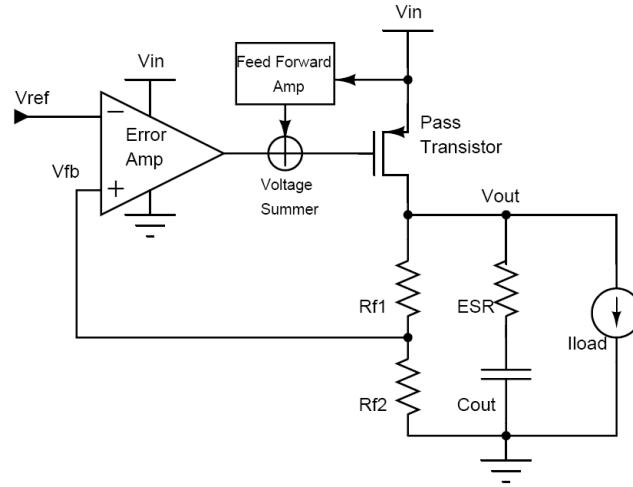 Vin
Feed Forward
Amp
Vin
Vref
−
Error
Amp
+
Vfb
Pass
Transistor
Voltage
Summer
Vout
Rf1
ESR
Iload
Rf2
Cout